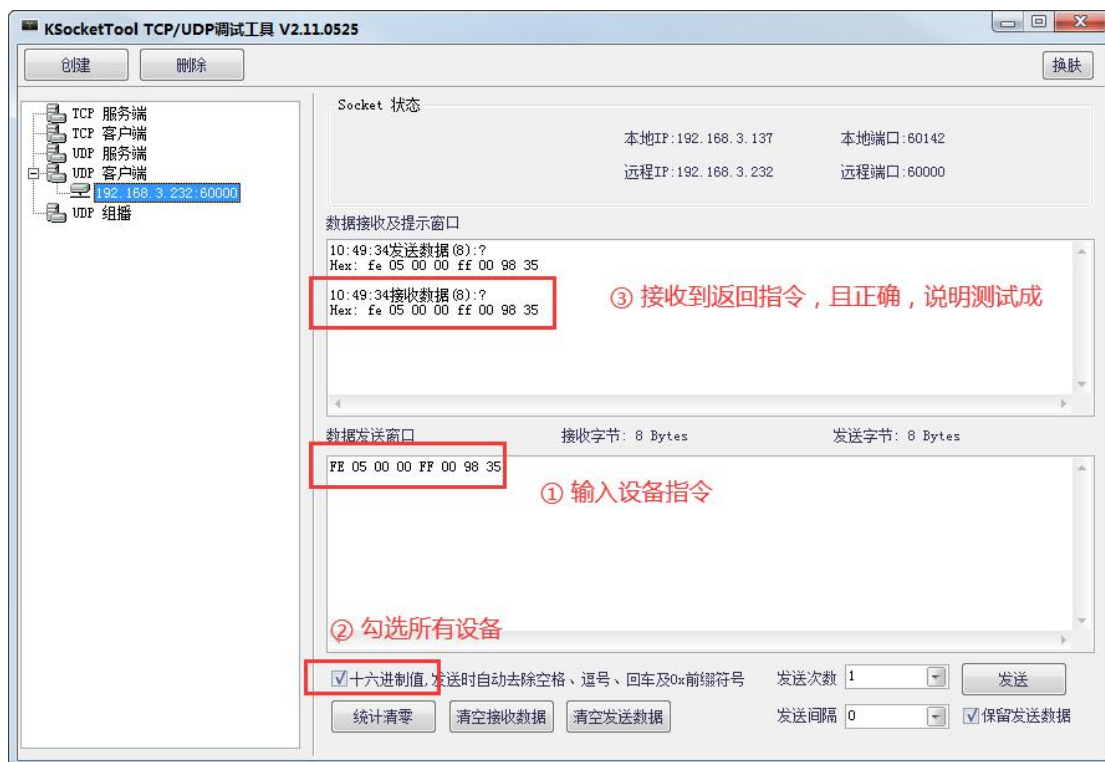 KSocketTool TCP/UDP调试工具 V2.11.0525
创建 删除 换肤
TCP 服务端
TCP 客户端
UDP 服务端
UDP 客户端
192.168.3.232:60000
UDP 组播
Socket 状态
本地IP:192.168.3.137 本地端口:60142
远程IP:192.168.3.232 远程端口:60000
数据接收及提示窗口
10:49:34发送数据(8):?
Hex: fe 05 00 00 ff 00 98 35
10:49:34接收数据(8):?
Hex: fe 05 00 00 ff 00 98 35
③ 接收到返回指令，且正确，说明测试成
数据发送窗口 接收字节: 8 Bytes 发送字节: 8 Bytes
FE 05 00 00 FF 00 98 35
① 输入设备指令
② 勾选所有设备
十六进制值,发送时自动去除空格、逗号、回车及0x前缀符号 发送次数 1 发送
统计清零 清空接收数据 清空发送数据 发送间隔 0 保留发送数据